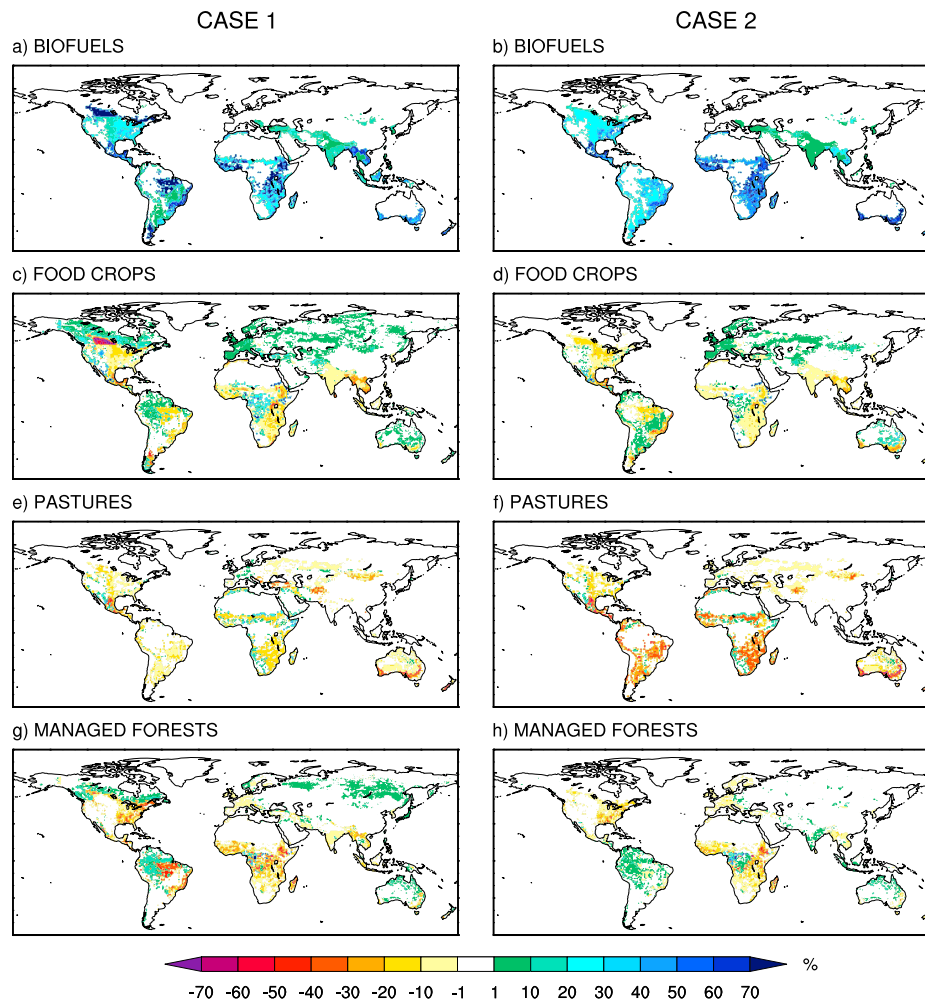 CASE 1 CASE 2
a) BIOFUELS b) BIOFUELS
c) FOOD CROPS d) FOOD CROPS
e) PASTURES f) PASTURES
g) MANAGED FORESTS h) MANAGED FORESTS
%
-70 -60 -50 -40 -30 -20 -10 -1 1 10 20 30 40 50 60 70